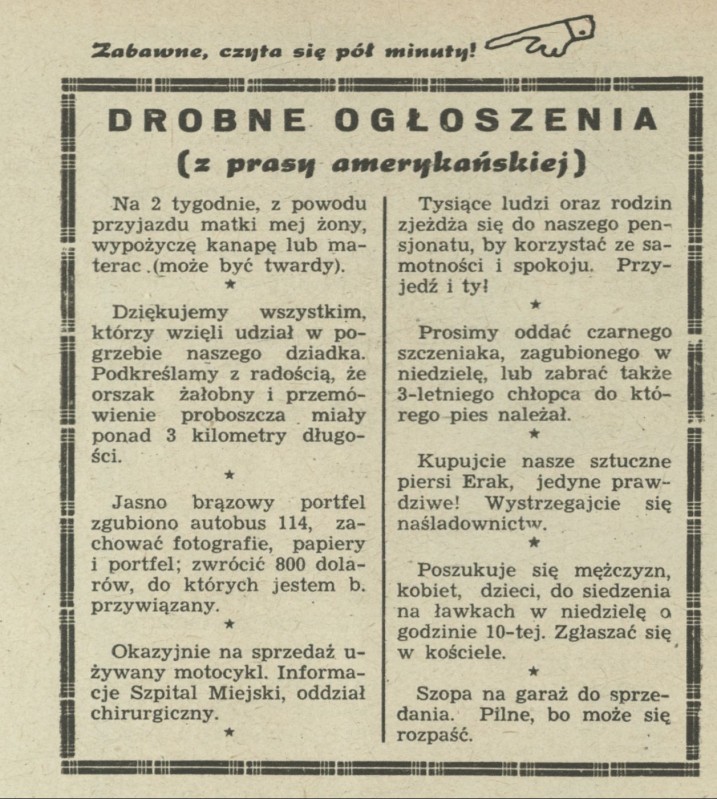 Zabawne, czyta się pół minuty!
DROBNE OGŁOSZENIA
(z prasy amerykańskiej)
Na 2 tygodnie, z powodu
przyjazdu matki mej żony,
wypożyczę kanapę lub ma-
terac (może być twardy).
★
Dziękujemy wszystkim,
którzy wzięli udział w po-
grzebie naszego dziadka.
Podkreślamy z radością, że
orszak żałobny i przemó-
wienie proboszcza miały
ponad 3 kilometry długo-
ści.
★
Jasno brązowy portfel
zgubiono autobus 114, za-
chować fotografie, papiery
i portfel; zwrócić 800 dola-
rów, do których jestem b.
przywiązany.
★
Okazyjnie na sprzedaż u-
żywany motocykl. Informa-
cje Szpital Miejski, oddział
chirurgiczny.
★
Tysiące ludzi oraz rodzin
zjeżdża się do naszego pen-
sjonatu, by korzystać ze sa-
motności i spokoju. Przy-
jedź i ty!
★
Prosimy oddać czarnego
szczeniaka, zagubionego w
niedzielę, lub zabrać także
3-letniego chłopca do któ-
rego pies należał.
★
Kupujcie nasze sztuczne
piersi Erak, jedyne praw-
dziwe! Wystrzegajcie się
naśladownictw.
★
Poszukuje się mężczyzn,
kobiet, dzieci, do siedzenia
na ławkach w niedzielę o
godzinie 10-tej. Zgłaszać się
w kościele.
★
Szopa na garaż do sprze-
dania. Pilne, bo może się
rozpaść.